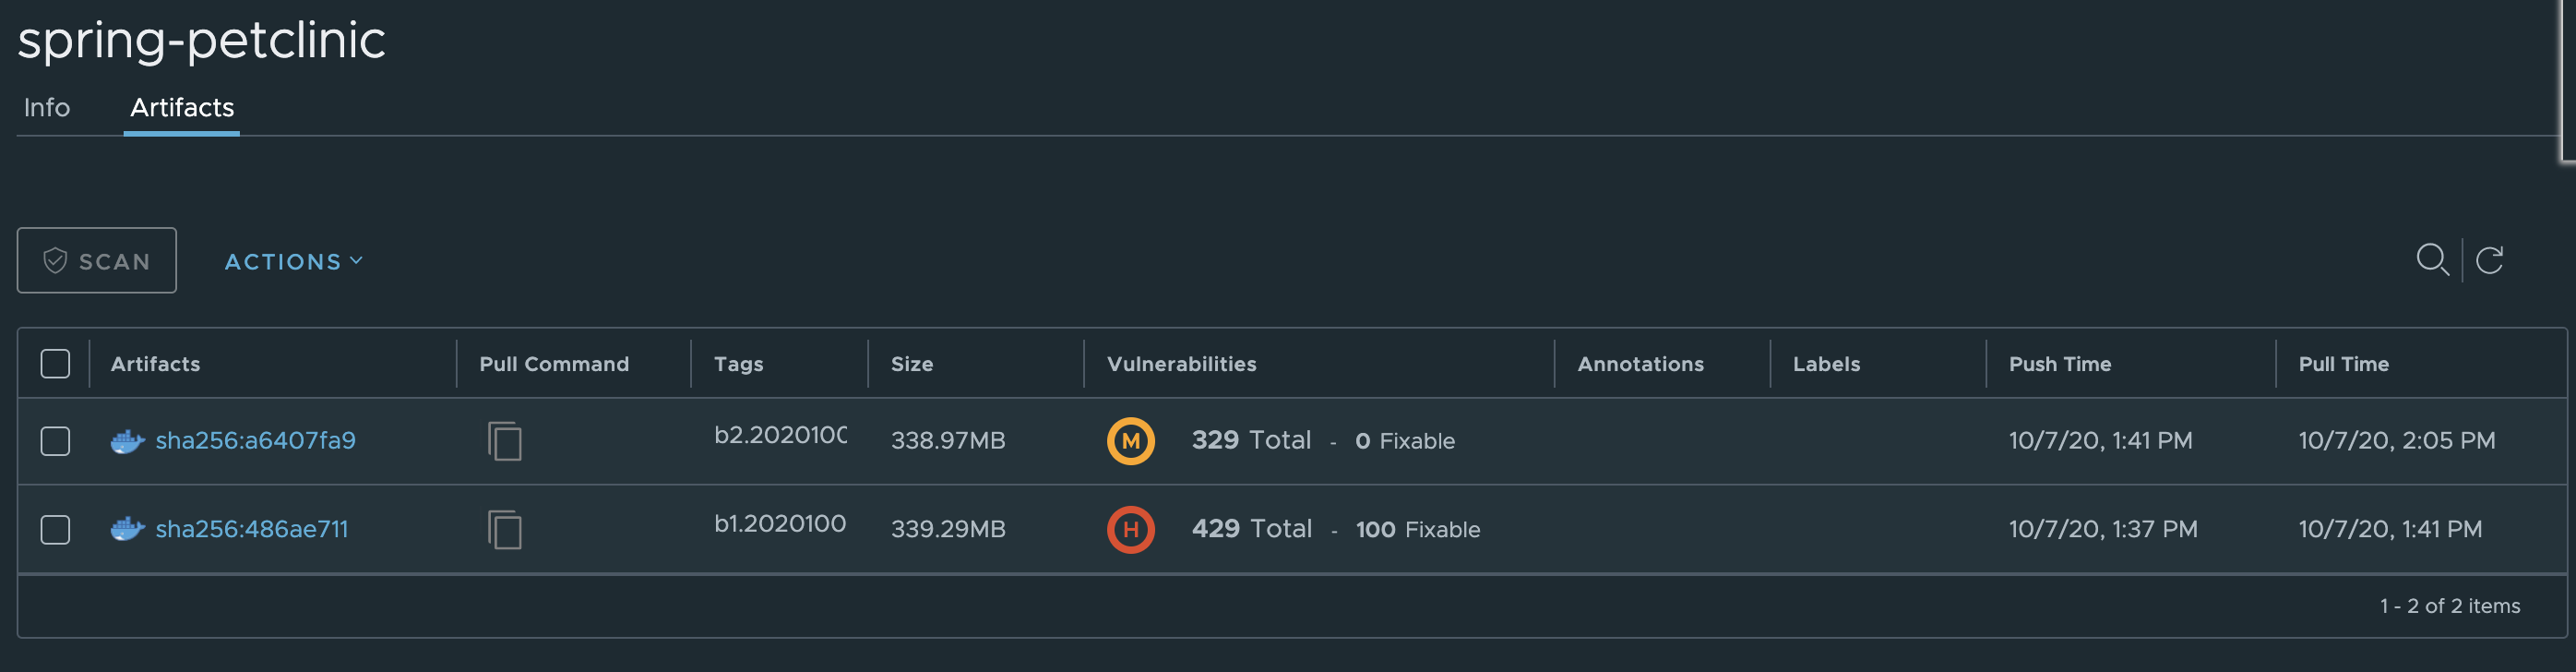 spring-petclinic
Info Artifacts
SCAN ACTIONS
Artifacts Pull Command Tags Size Vulnerabilities Annotations Labels Push Time Pull Time
sha256:a6407fa9 b2.2020100 338.97MB M 329 Total - 0 Fixable 10/7/20, 1:41 PM 10/7/20, 2:05 PM
sha256:486ae711 b1.2020100 339.29MB H 429 Total - 100 Fixable 10/7/20, 1:37 PM 10/7/20, 1:41 PM
1 - 2 of 2 items